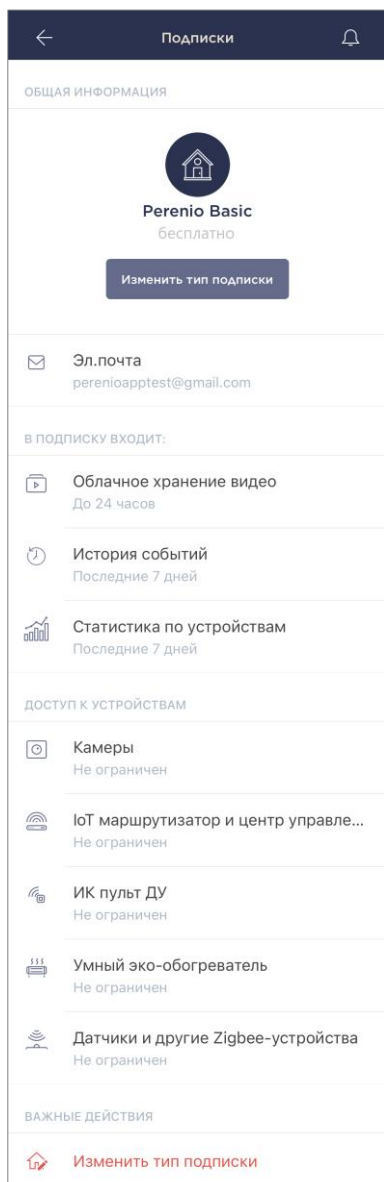 Подписки
ОБЩАЯ ИНФОРМАЦИЯ
Perenio Basic
бесплатно
Изменить тип подписки
Эл.почта
perenioapptest@gmail.com
В ПОДПИСКУ ВХОДИТ:
Облачное хранение видео
До 24 часов
История событий
Последние 7 дней
Статистика по устройствам
Последние 7 дней
ДОСТУП К УСТРОЙСТВАМ
Камеры
Не ограничен
IoT маршрутизатор и центр управле...
Не ограничен
ИК пульт ДУ
Не ограничен
Умный эко-обогреватель
Не ограничен
Датчики и другие Zigbee-устройства
Не ограничен
ВАЖНЫЕ ДЕЙСТВИЯ
Изменить тип подписки